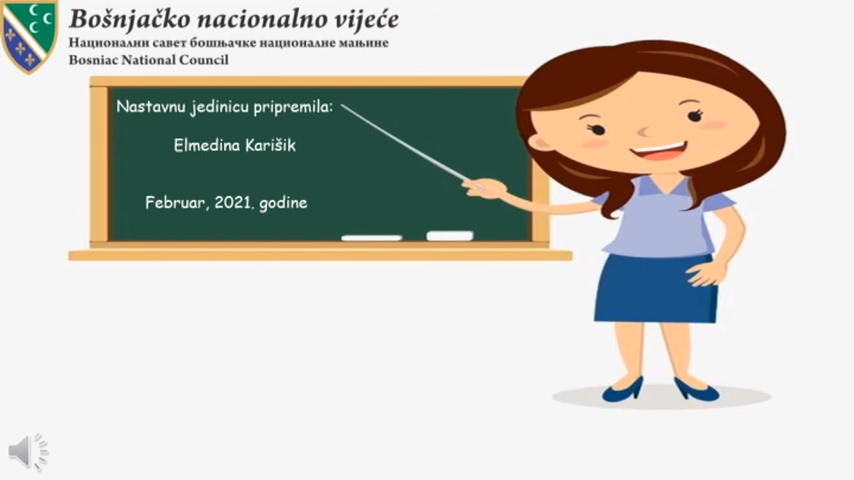 Bošnjačko nacionalno vijeće
Национални савет бошњачке националне мањине
Bosniac National Council
Nastavnu jedinicu pripremila:
Elmedina Karišik
Februar, 2021. godine